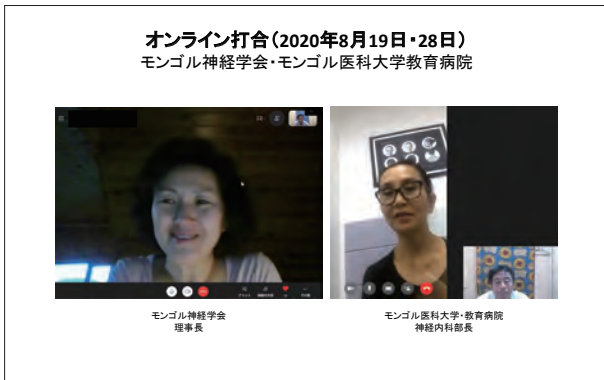 オンライン打合(2020年8月19日・28日)
モンゴル神経学会・モンゴル医科大学教育病院
モンゴル神経学会
理事長
モンゴル医科大学・教育病院
神経内科部長